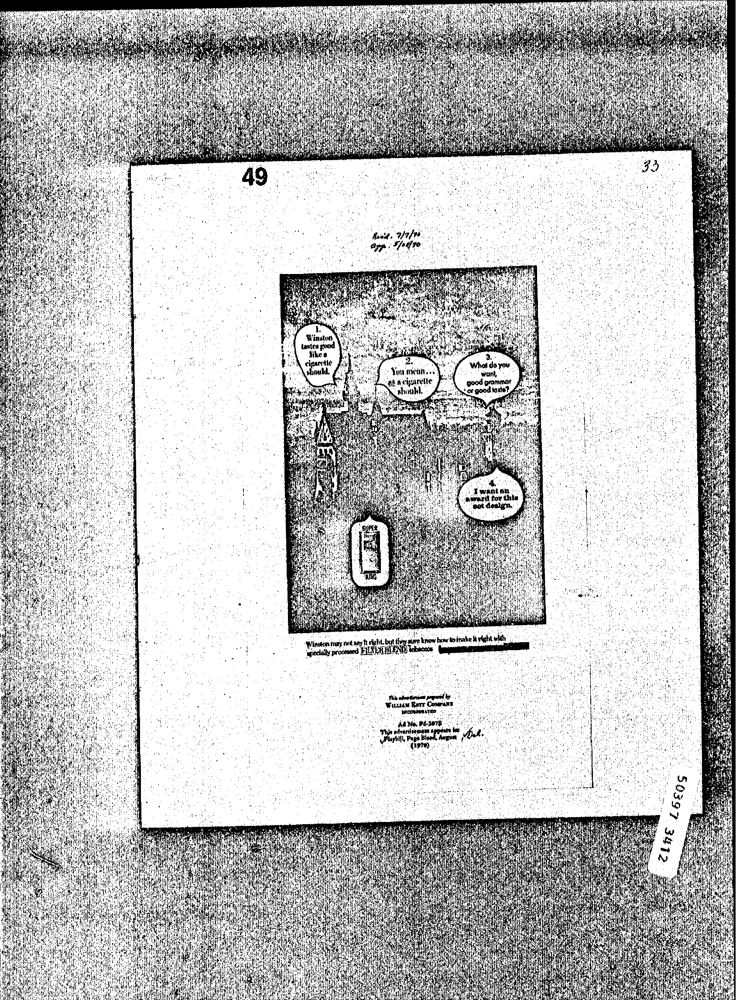 33
49
Rec'd. 7/7/70
App. 5/28/70
1.
Winston
tastes good
like a
cigarette
should.
2.
You mean...
as a cigarette
should.
3.
What do you
want,
good grammar
or good taste?
4.
I want an
award for this
set design.
SUPER
KING
Winston may not say it right, but they sure know how to make it right with
specially processed FILTER BLEND tobaccos
This advertisement prepared by
WILLIAM ESTY COMPANY
INCORPORATED
Ad No. PS-2078
This advertisement appears in:
Playbill, Page Bleed, August
(1970)
50397 3412